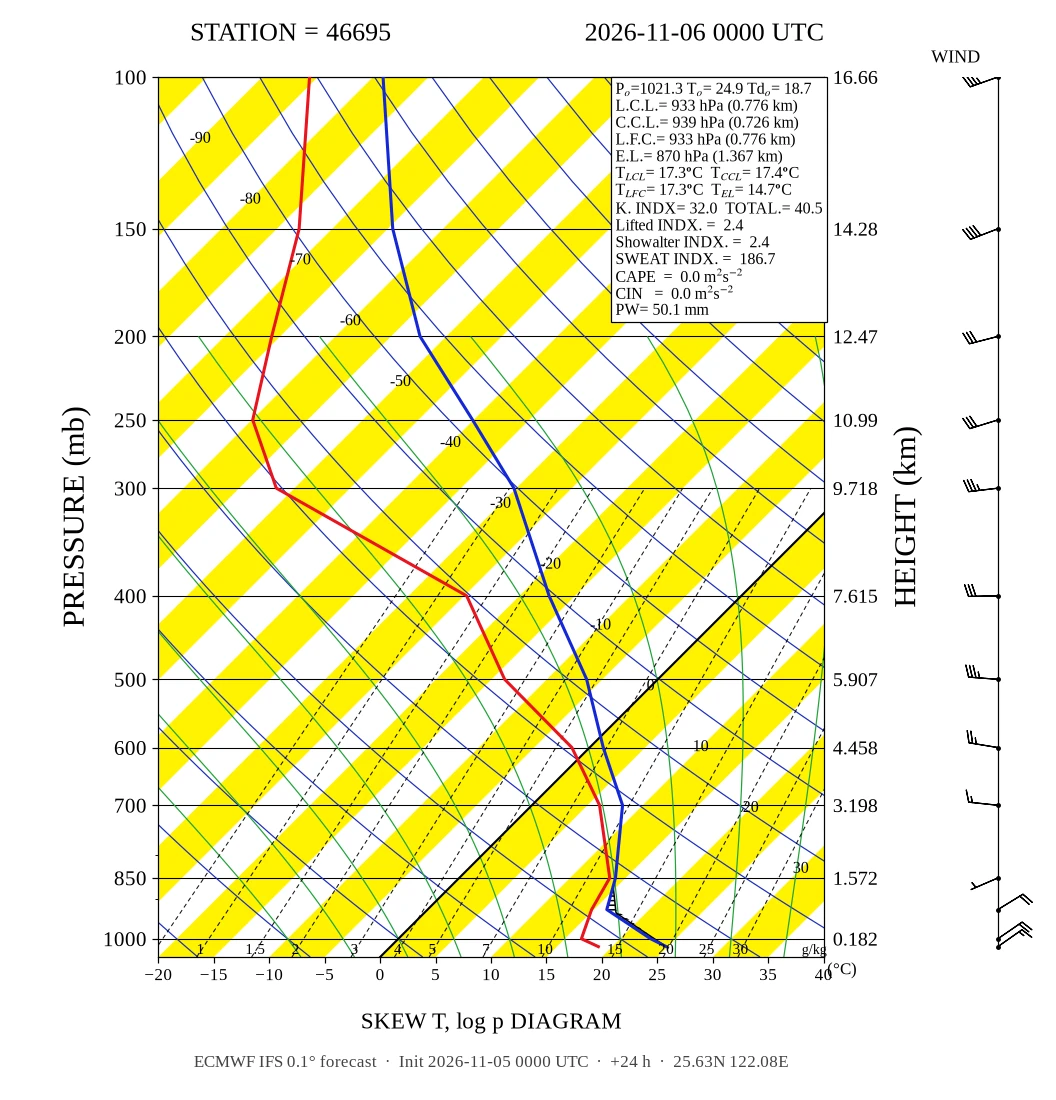 STATION = 46695 2026-11-06 0000 UTC
WIND
100 16.66
Pₒ=1021.3 Tₒ= 24.9 Tdₒ= 18.7
L.C.L.= 933 hPa (0.776 km)
C.C.L.= 939 hPa (0.726 km)
L.F.C.= 933 hPa (0.776 km)
E.L.= 870 hPa (1.367 km)
T_LCL= 17.3°C T_CCL= 17.4°C
T_LFC= 17.3°C T_EL= 14.7°C
K. INDX= 32.0 TOTAL.= 40.5
Lifted INDX. = 2.4
Showalter INDX. = 2.4
SWEAT INDX. = 186.7
CAPE = 0.0 m²s⁻²
CIN = 0.0 m²s⁻²
PW= 50.1 mm
-90
-80
150 14.28
-70
-60
200 12.47
-50
250 10.99
-40
300 9.718
-30
PRESSURE (mb)
HEIGHT (km)
-20
400 7.615
-10
500 5.907
0
10
600 4.458
700 3.198
20
30
850 1.572
1000 0.182
1 1.5 2 3 4 5 7 10 15 20 25 30 g/kg
−20 −15 −10 −5 0 5 10 15 20 25 30 35 40
(°C)
SKEW T, log p DIAGRAM
ECMWF IFS 0.1° forecast · Init 2026-11-05 0000 UTC · +24 h · 25.63N 122.08E